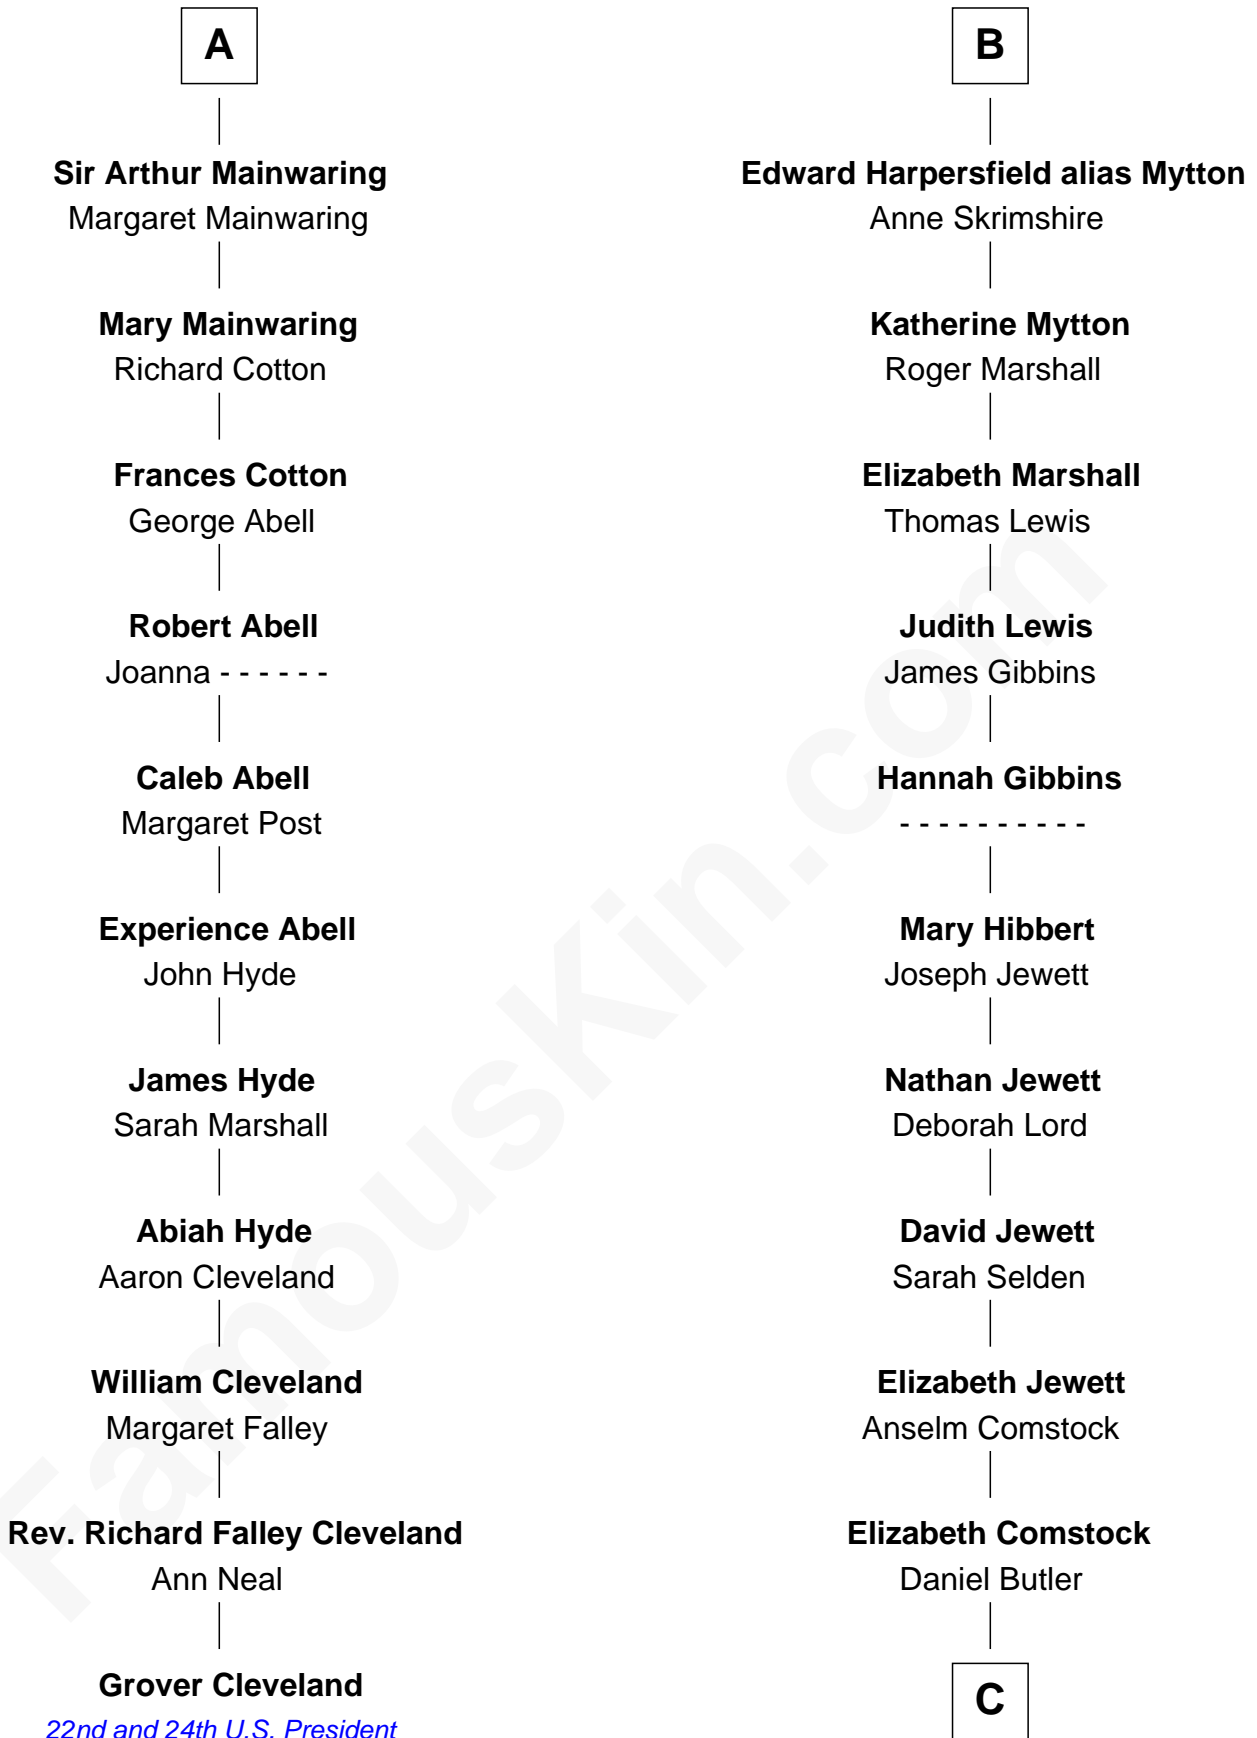 A
Sir Arthur Mainwaring
Margaret Mainwaring
Mary Mainwaring
Richard Cotton
Frances Cotton
George Abell
Robert Abell
Joanna - - - - - -
Caleb Abell
Margaret Post
Experience Abell
John Hyde
James Hyde
Sarah Marshall
Abiah Hyde
Aaron Cleveland
William Cleveland
Margaret Falley
Rev. Richard Falley Cleveland
Ann Neal
Grover Cleveland
22nd and 24th U.S. President
B
Edward Harpersfield alias Mytton
Anne Skrimshire
Katherine Mytton
Roger Marshall
Elizabeth Marshall
Thomas Lewis
Judith Lewis
James Gibbins
Hannah Gibbins
- - - - - - - - - -
Mary Hibbert
Joseph Jewett
Nathan Jewett
Deborah Lord
David Jewett
Sarah Selden
Elizabeth Jewett
Anselm Comstock
Elizabeth Comstock
Daniel Butler
C
FamousKin.com